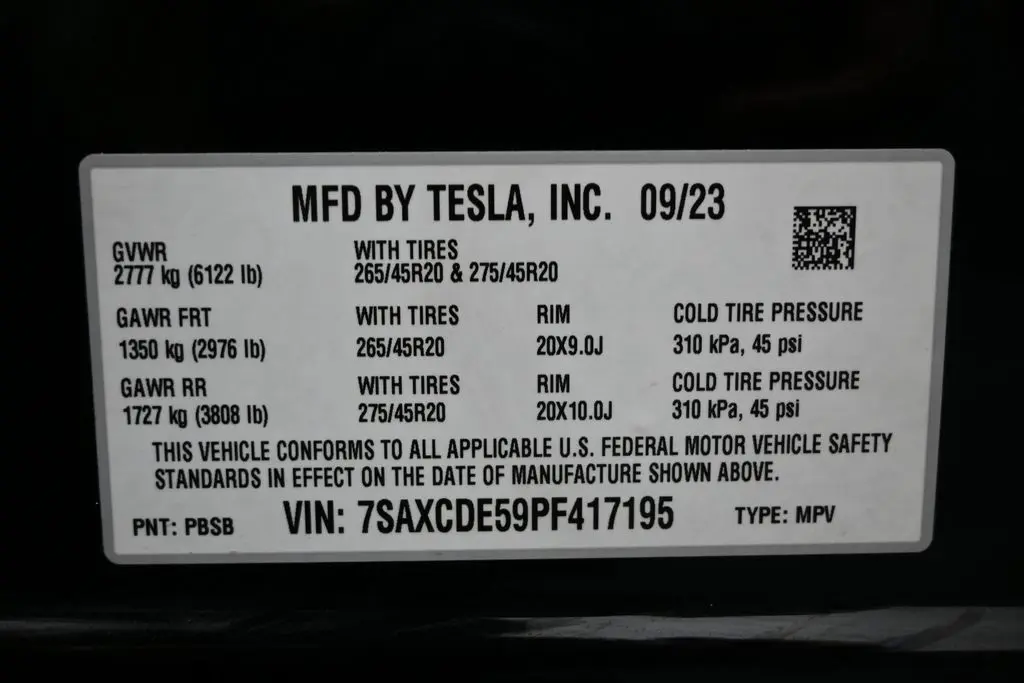 MFD BY TESLA, INC. 09/23
GVWR WITH TIRES
2777 kg (6122 lb) 265/45R20 & 275/45R20
GAWR FRT WITH TIRES RIM COLD TIRE PRESSURE
1350 kg (2976 lb) 265/45R20 20X9.0J 310 kPa, 45 psi
GAWR RR WITH TIRES RIM COLD TIRE PRESSURE
1727 kg (3808 lb) 275/45R20 20X10.0J 310 kPa, 45 psi
THIS VEHICLE CONFORMS TO ALL APPLICABLE U.S. FEDERAL MOTOR VEHICLE SAFETY
STANDARDS IN EFFECT ON THE DATE OF MANUFACTURE SHOWN ABOVE.
PNT: PBSB VIN: 7SAXCDE59PF417195 TYPE: MPV